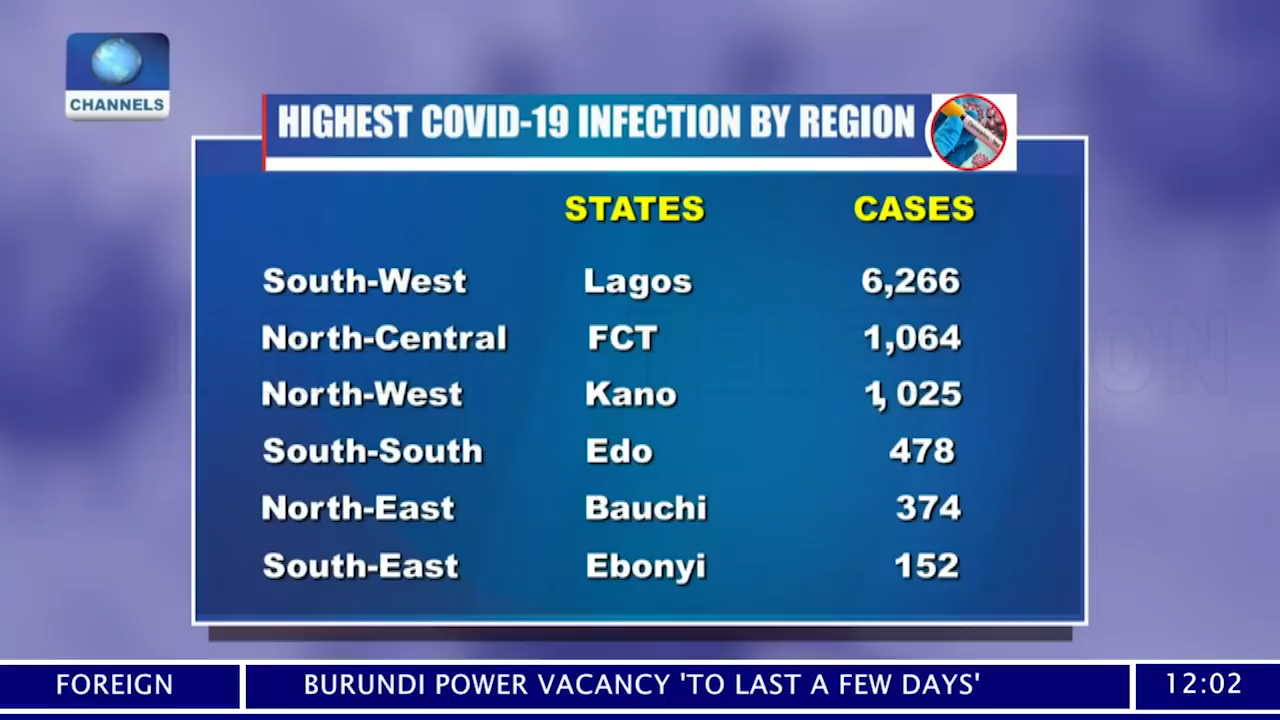 CHANNELS
HIGHEST COVID-19 INFECTION BY REGION
STATES CASES
South-West Lagos 6,266
North-Central FCT 1,064
North-West Kano 1, 025
South-South Edo 478
North-East Bauchi 374
South-East Ebonyi 152
FOREIGN BURUNDI POWER VACANCY 'TO LAST A FEW DAYS' 12:02